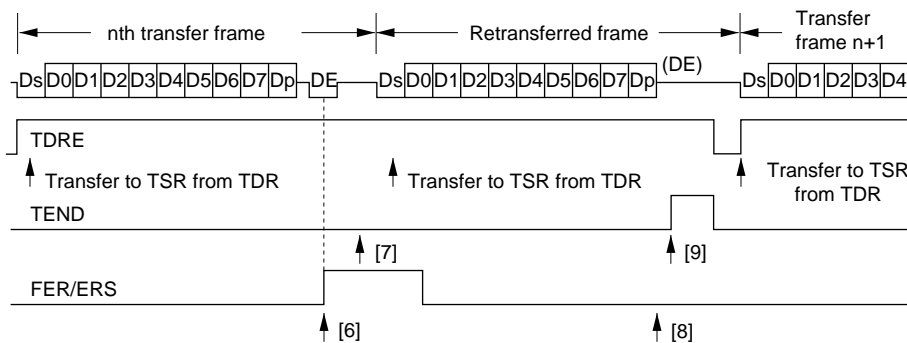 nth transfer frame
Retransferred frame
Transfer
frame n+1
Ds D0 D1 D2 D3 D4 D5 D6 D7 Dp DE Ds D0 D1 D2 D3 D4 D5 D6 D7 Dp (DE) Ds D0 D1 D2 D3 D4
TDRE
Transfer to TSR from TDR
Transfer to TSR from TDR
Transfer to TSR
from TDR
TEND
[7]
[9]
FER/ERS
[6]
[8]